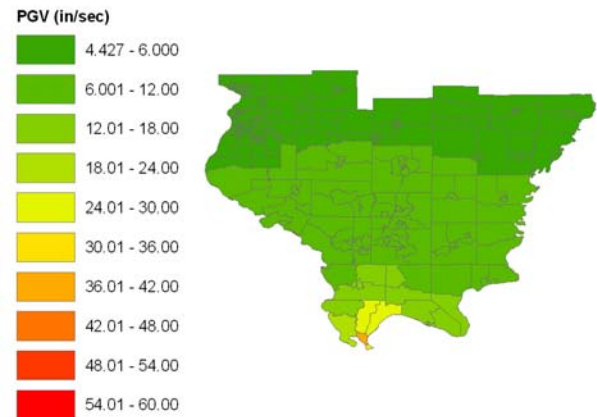 PGV (in/sec)
4.427 - 6.000
6.001 - 12.00
12.01 - 18.00
18.01 - 24.00
24.01 - 30.00
30.01 - 36.00
36.01 - 42.00
42.01 - 48.00
48.01 - 54.00
54.01 - 60.00